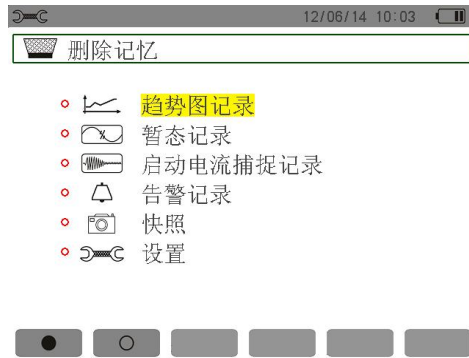 12/06/14 10:03
删除记忆
趋势图记录
暂态记录
启动电流捕捉记录
告警记录
快照
设置